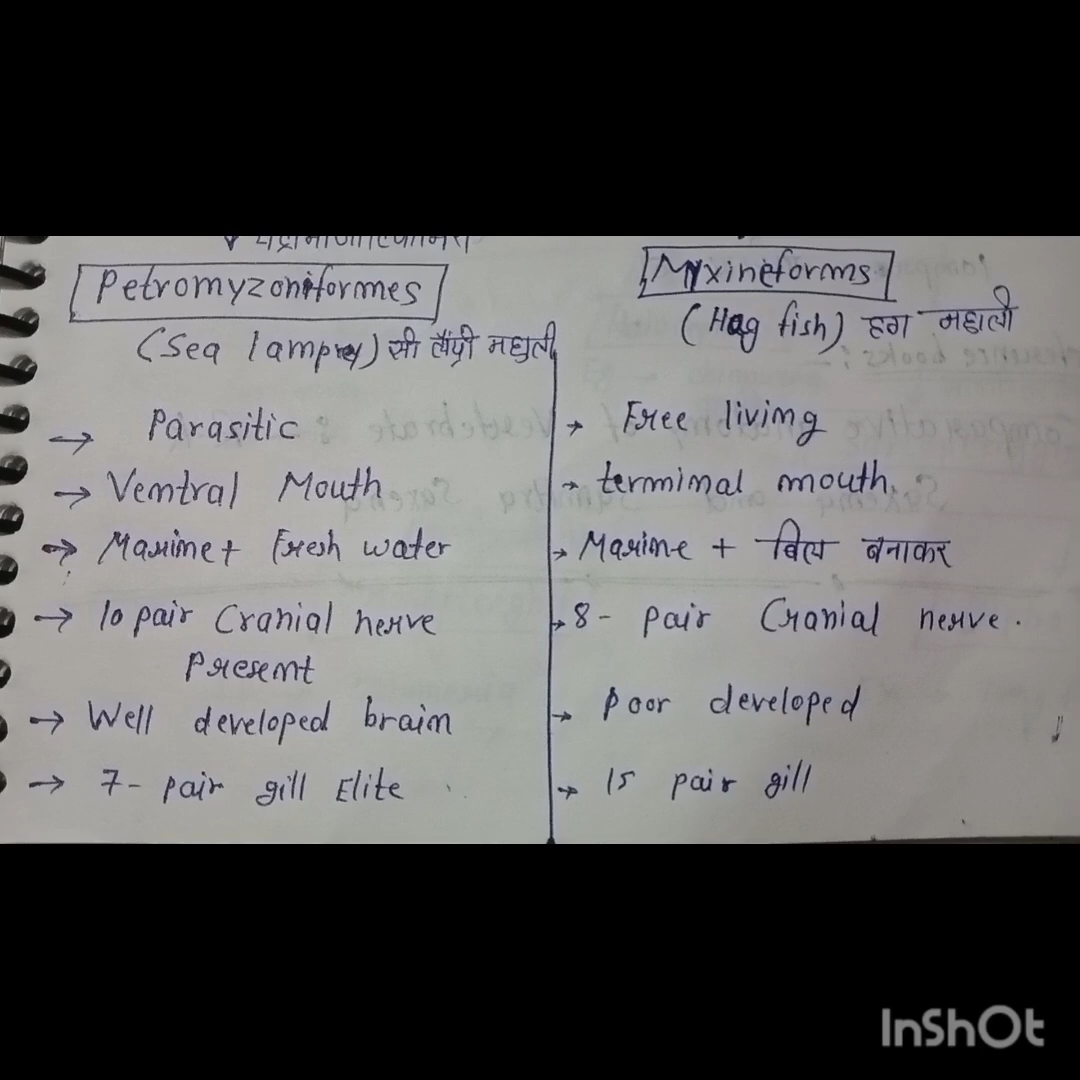 Petromyzoniformes
(Sea lamprey) सी लैंप्री मछली
→ Parasitic
→ Ventral Mouth
→ Marine + Fresh water
→ 10 pair Cranial nerve
Present
→ Well developed brain
→ 7 - pair gill Elite
Myxineforms
(Hag fish) हग मछली
→ Free living
→ terminal mouth,
→ Marine + बिल बनाकर
→ 8 - pair Cranial nerve.
→ Poor developed
→ 15 pair gill
InShOt